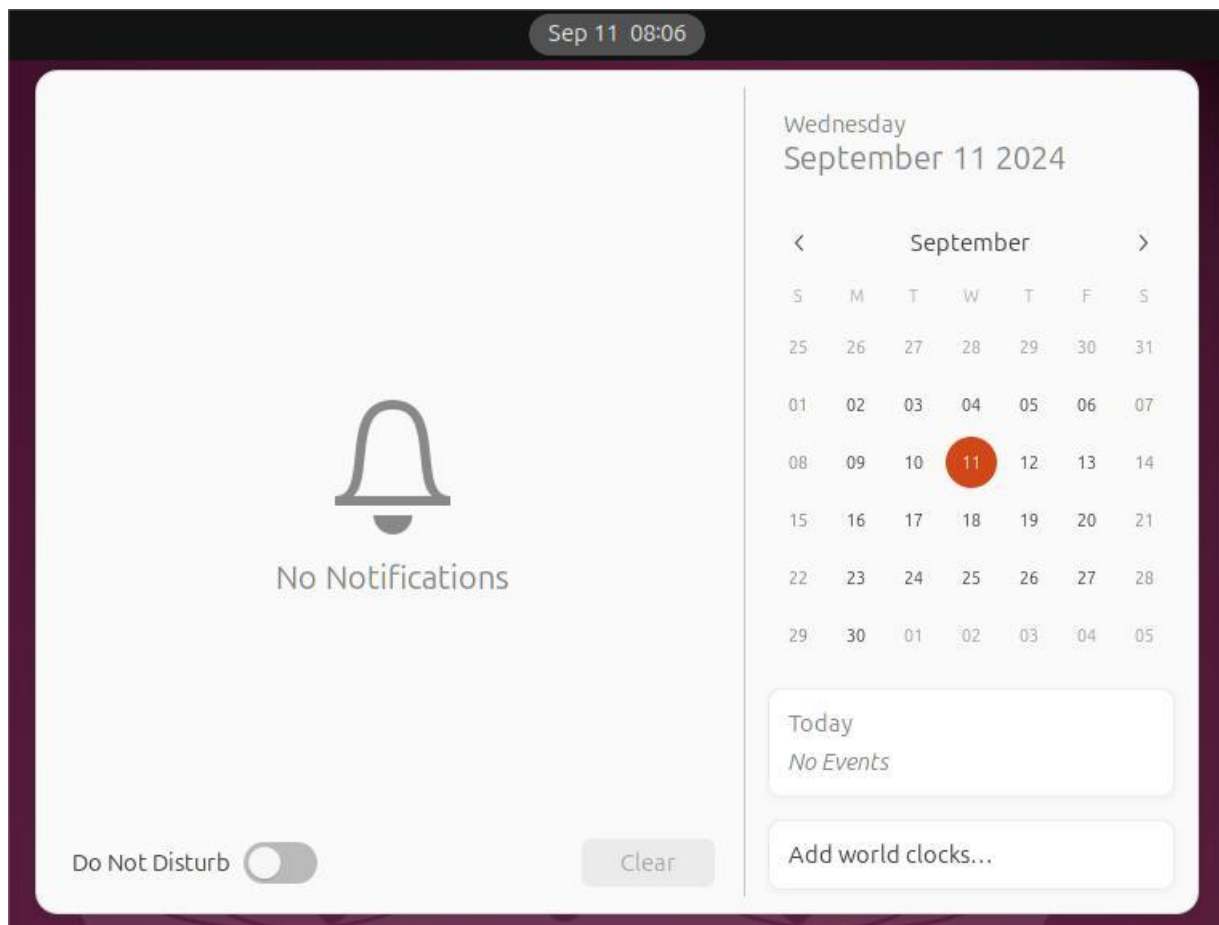 Sep 11 08:06
No Notifications
Do Not Disturb
Clear
Wednesday
September 11 2024
< September >
S M T W T F S
25 26 27 28 29 30 31
01 02 03 04 05 06 07
08 09 10 11 12 13 14
15 16 17 18 19 20 21
22 23 24 25 26 27 28
29 30 01 02 03 04 05
Today
No Events
Add world clocks...